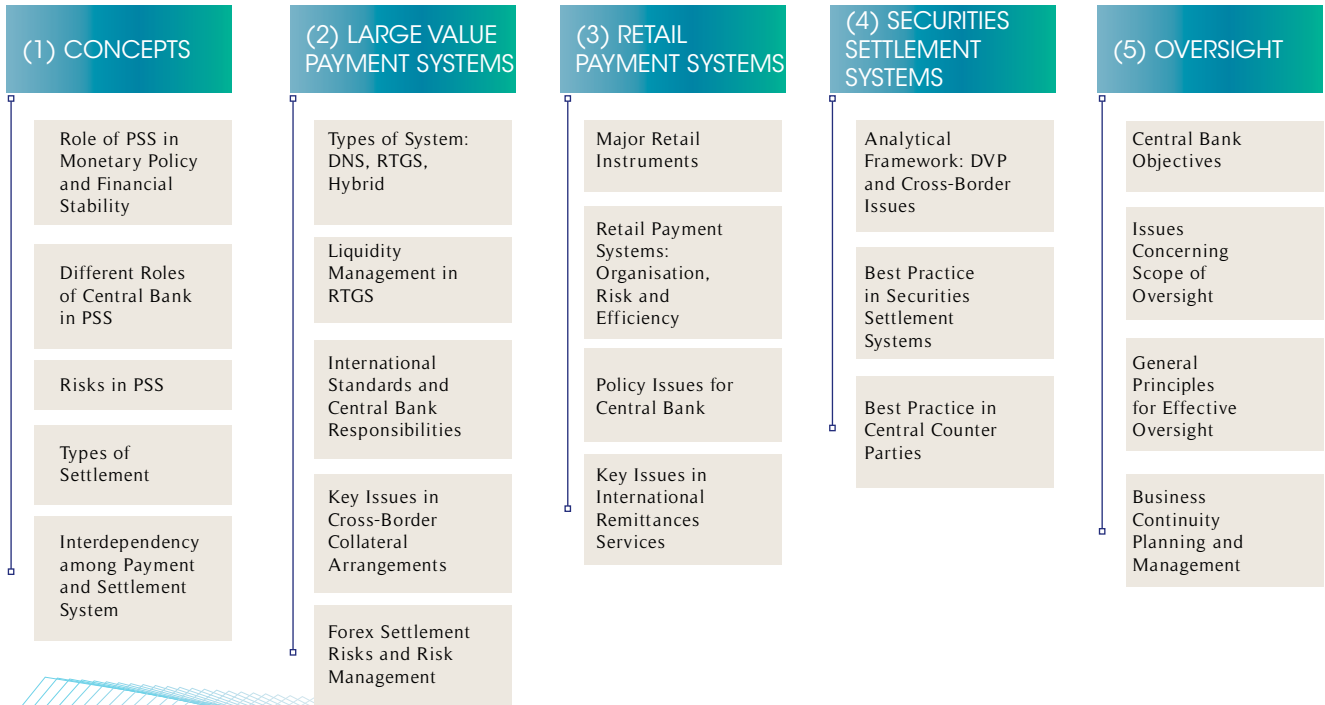 (1) CONCEPTS
Role of PSS in
Monetary Policy
and Financial
Stability
Different Roles
of Central Bank
in PSS
Risks in PSS
Types of
Settlement
Interdependency
among Payment
and Settlement
System
(2) LARGE VALUE
PAYMENT SYSTEMS
Types of System:
DNS, RTGS,
Hybrid
Liquidity
Management in
RTGS
International
Standards and
Central Bank
Responsibilities
Key Issues in
Cross-Border
Collateral
Arrangements
Forex Settlement
Risks and Risk
Management
(3) RETAIL
PAYMENT SYSTEMS
Major Retail
Instruments
Retail Payment
Systems:
Organisation,
Risk and
Efficiency
Policy Issues for
Central Bank
Key Issues in
International
Remittances
Services
(4) SECURITIES
SETTLEMENT
SYSTEMS
Analytical
Framework: DVP
and Cross-Border
Issues
Best Practice
in Securities
Settlement
Systems
Best Practice in
Central Counter
Parties
(5) OVERSIGHT
Central Bank
Objectives
Issues
Concerning
Scope of
Oversight
General
Principles
for Effective
Oversight
Business
Continuity
Planning and
Management